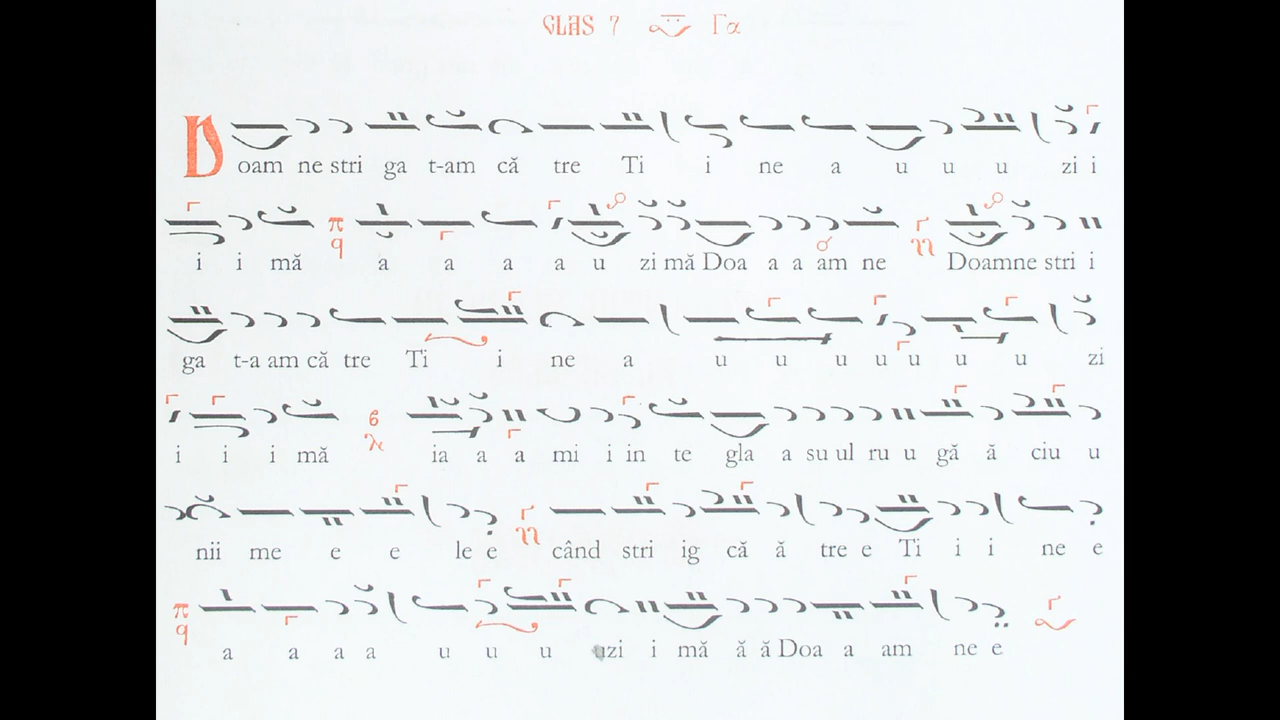 GLAS 7 Γα
Doam ne stri ga t-am că tre Ti i ne a u u u zi i
i i mă π q a a a a u zi mă Doa a a am ne Doamne stri i
ga t-a am că tre Ti i ne a u u u u u u u zi
i i i mă ia a a mi i in te gla a su ul ru u gă ă ciu u
nii me e e le e când stri ig că ă tre e Ti i i ne e
π q a a a a u u u uzi i mă ă ă Doa a am ne e